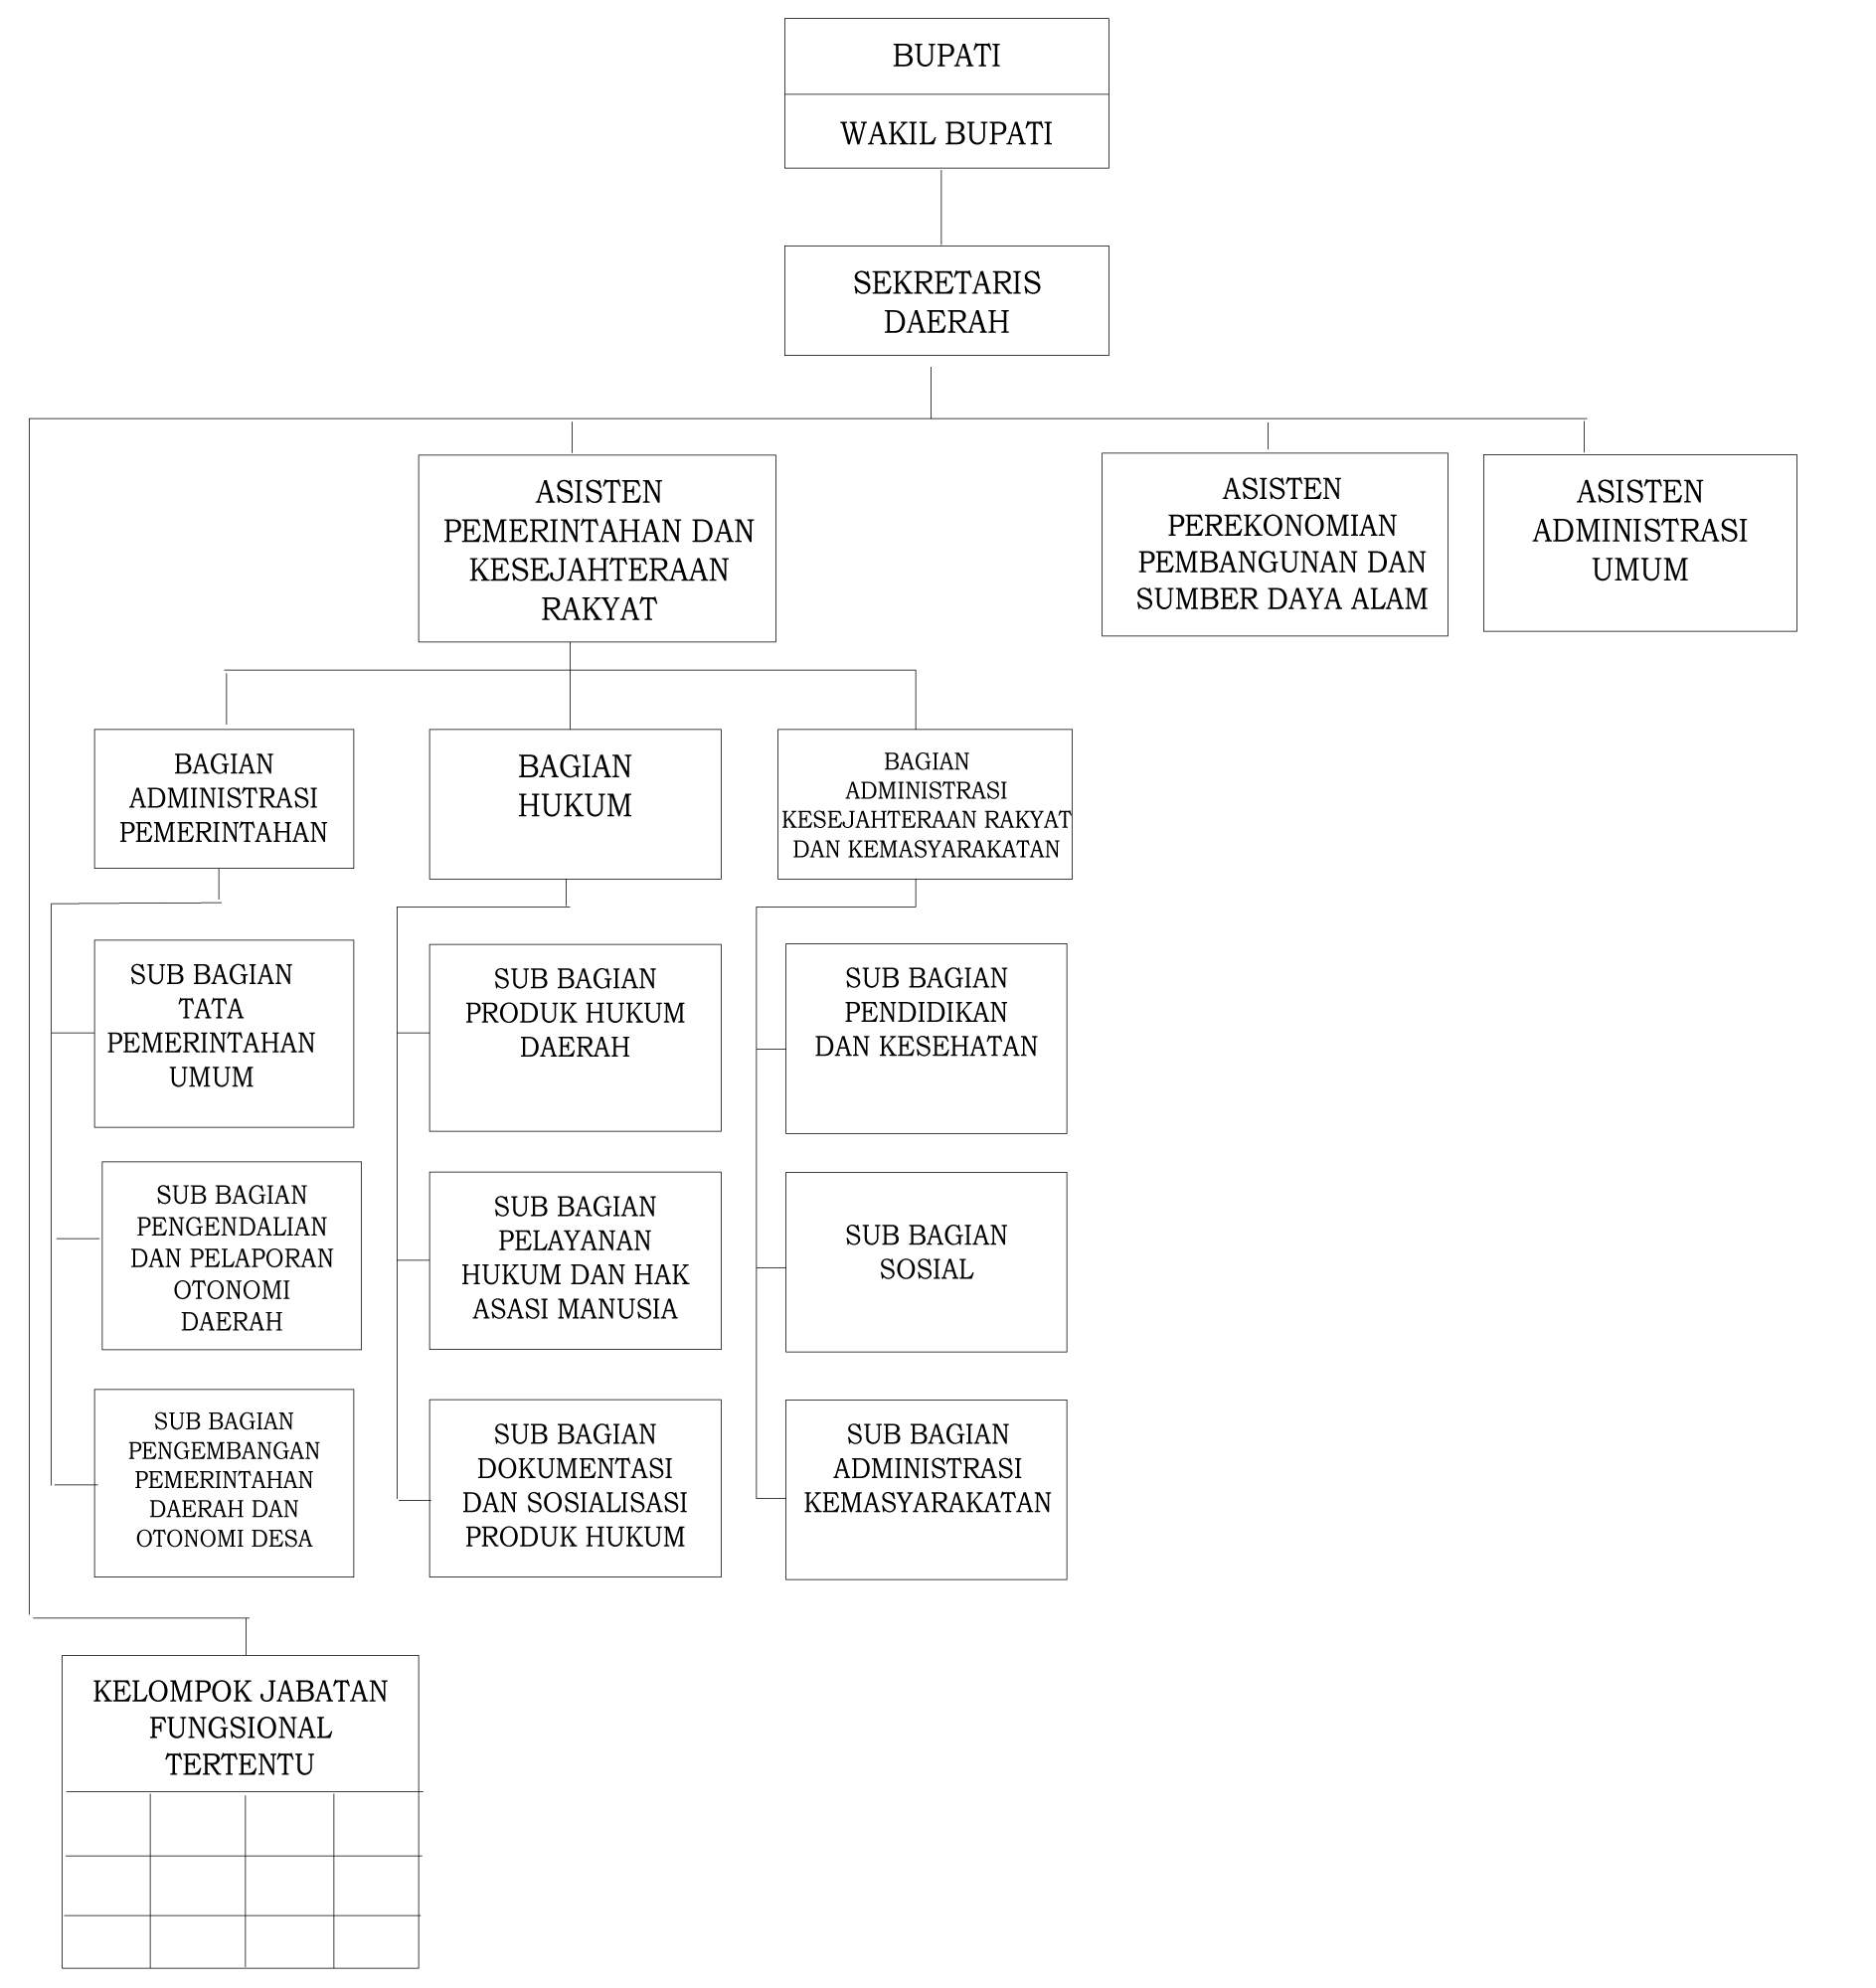 BUPATI
WAKIL BUPATI
SEKRETARIS
DAERAH
ASISTEN
PEMERINTAHAN DAN
KESEJAHTERAAN
RAKYAT
ASISTEN
PEREKONOMIAN
PEMBANGUNAN DAN
SUMBER DAYA ALAM
ASISTEN
ADMINISTRASI
UMUM
BAGIAN
ADMINISTRASI
PEMERINTAHAN
BAGIAN
HUKUM
BAGIAN
ADMINISTRASI
KESEJAHTERAAN RAKYAT
DAN KEMASYARAKATAN
SUB BAGIAN
TATA
PEMERINTAHAN
UMUM
SUB BAGIAN
PRODUK HUKUM
DAERAH
SUB BAGIAN
PENDIDIKAN
DAN KESEHATAN
SUB BAGIAN
PENGENDALIAN
DAN PELAPORAN
OTONOMI
DAERAH
SUB BAGIAN
PELAYANAN
HUKUM DAN HAK
ASASI MANUSIA
SUB BAGIAN
SOSIAL
SUB BAGIAN
PENGEMBANGAN
PEMERINTAHAN
DAERAH DAN
OTONOMI DESA
SUB BAGIAN
DOKUMENTASI
DAN SOSIALISASI
PRODUK HUKUM
SUB BAGIAN
ADMINISTRASI
KEMASYARAKATAN
KELOMPOK JABATAN
FUNGSIONAL
TERTENTU